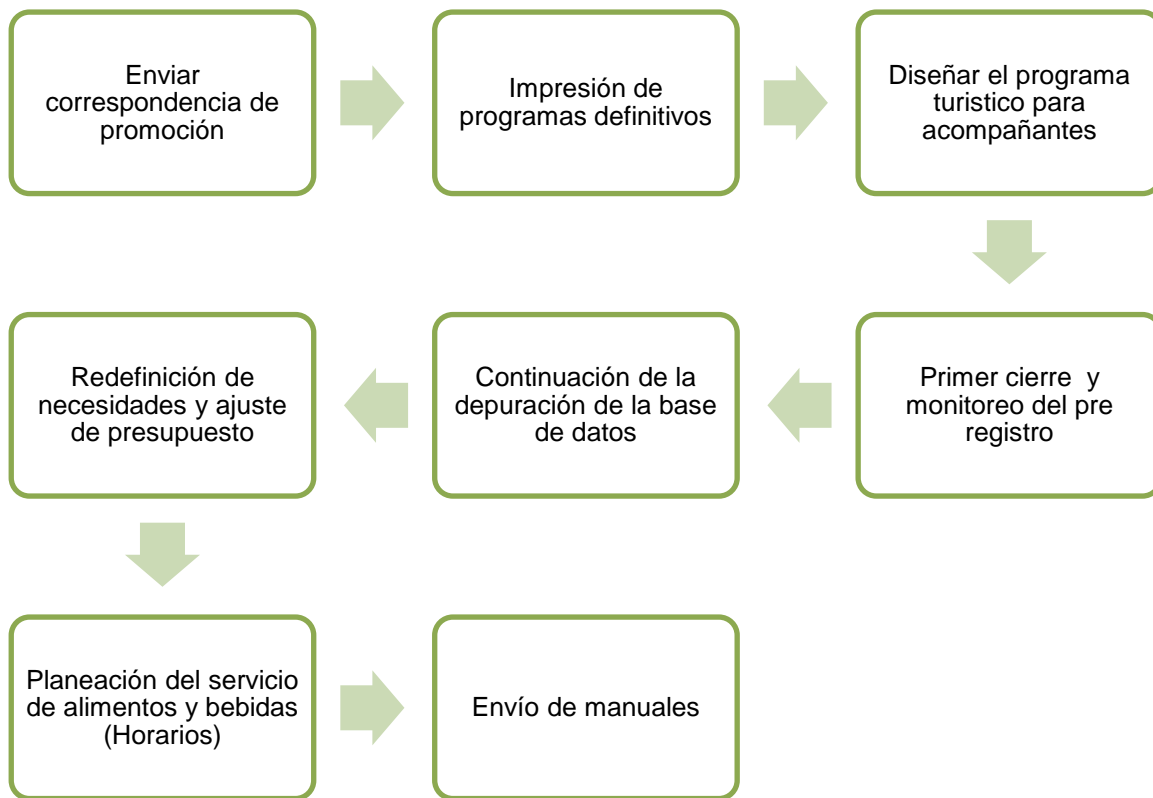 Enviar
correspondencia de
promoción
Impresión de
programas definitivos
Diseñar el programa
turistico para
acompañantes
Primer cierre y
monitoreo del pre
registro
Continuación de la
depuración de la base
de datos
Redefinición de
necesidades y ajuste
de presupuesto
Planeación del servicio
de alimentos y bebidas
(Horarios)
Envío de manuales